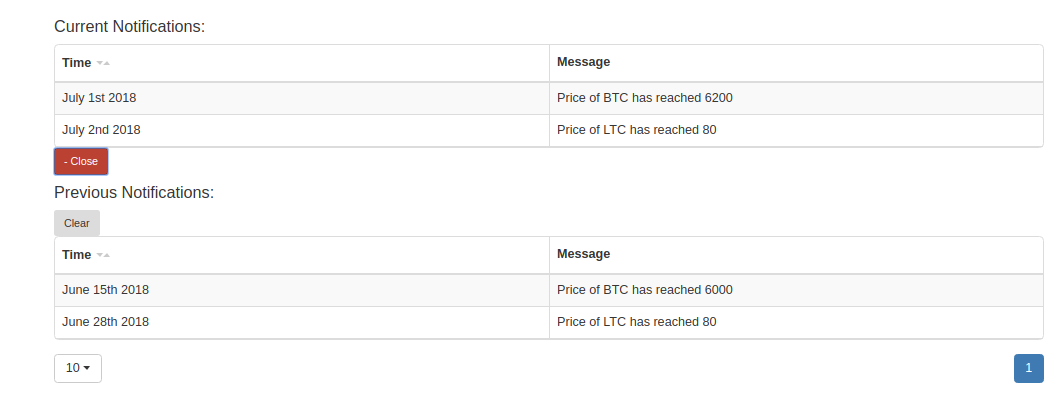 Current Notifications:
Time Message
July 1st 2018 Price of BTC has reached 6200
July 2nd 2018 Price of LTC has reached 80
- Close
Previous Notifications:
Clear
Time Message
June 15th 2018 Price of BTC has reached 6000
June 28th 2018 Price of LTC has reached 80
10 1